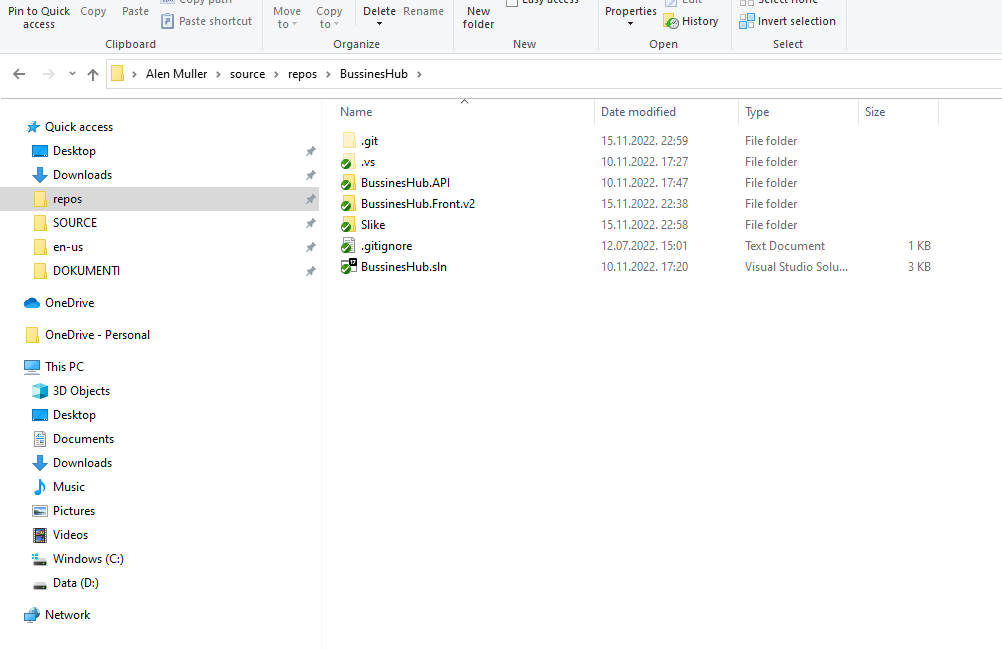 Pin to Quick access
Copy
Paste
Copy path
Paste shortcut
Clipboard
Move to
Copy to
Delete
Rename
Organize
New folder
Easy access
New
Properties
Edit
History
Open
Select none
Invert selection
Select
Alen Muller > source > repos > BussinesHub >
Name Date modified Type Size
.git 15.11.2022. 22:59 File folder
.vs 10.11.2022. 17:27 File folder
BussinesHub.API 10.11.2022. 17:47 File folder
BussinesHub.Front.v2 15.11.2022. 22:38 File folder
Slike 15.11.2022. 22:58 File folder
.gitignore 12.07.2022. 15:01 Text Document 1 KB
BussinesHub.sln 10.11.2022. 17:20 Visual Studio Solu... 3 KB
Quick access
Desktop
Downloads
repos
SOURCE
en-us
DOKUMENTI
OneDrive
OneDrive - Personal
This PC
3D Objects
Desktop
Documents
Downloads
Music
Pictures
Videos
Windows (C:)
Data (D:)
Network